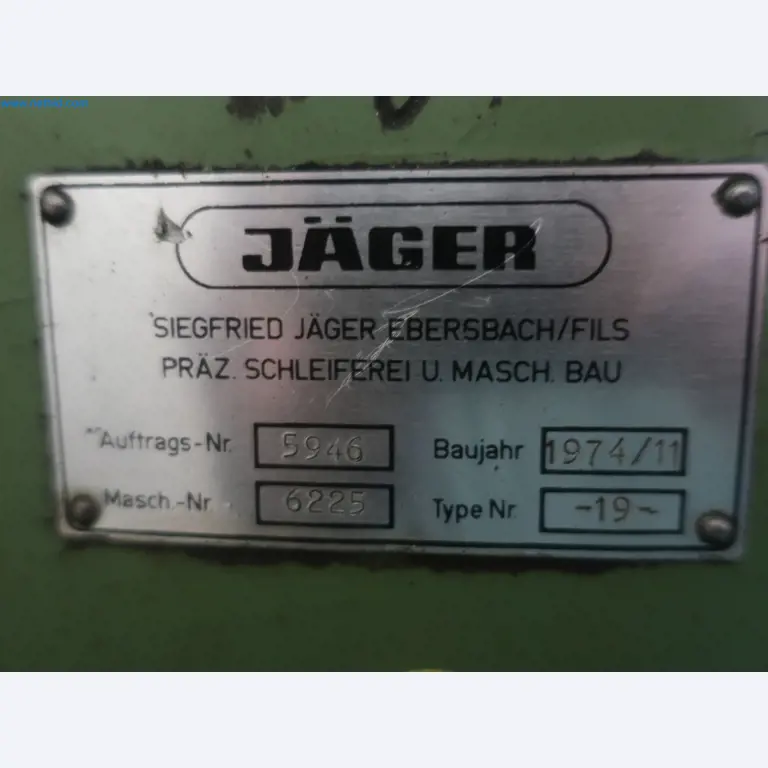 JÄGER
SIEGFRIED JÄGER EBERSBACH/FILS
PRÄZ. SCHLEIFEREI U. MASCH. BAU
Auftrags-Nr. 5946 Baujahr 1974/11
Masch.-Nr. 6225 Type Nr. -19-